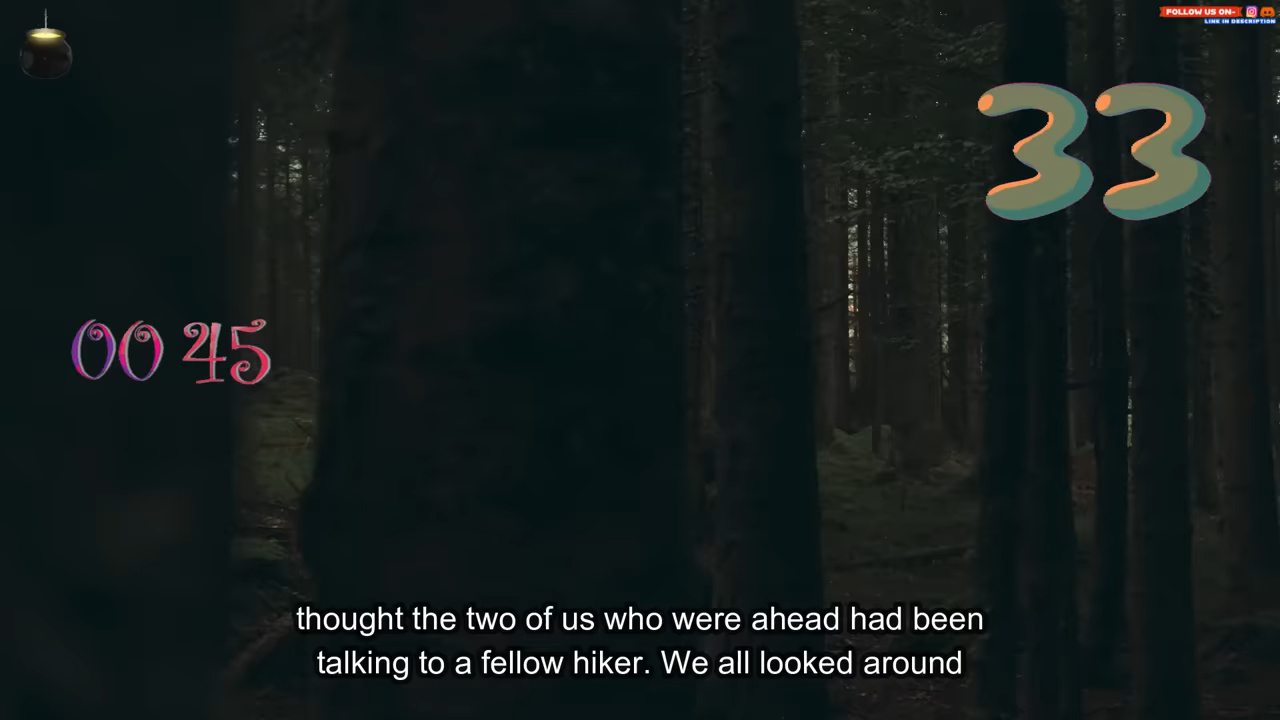 FOLLOW US ON-
LINK IN DESCRIPTION
33
00 45
thought the two of us who were ahead had been
talking to a fellow hiker. We all looked around